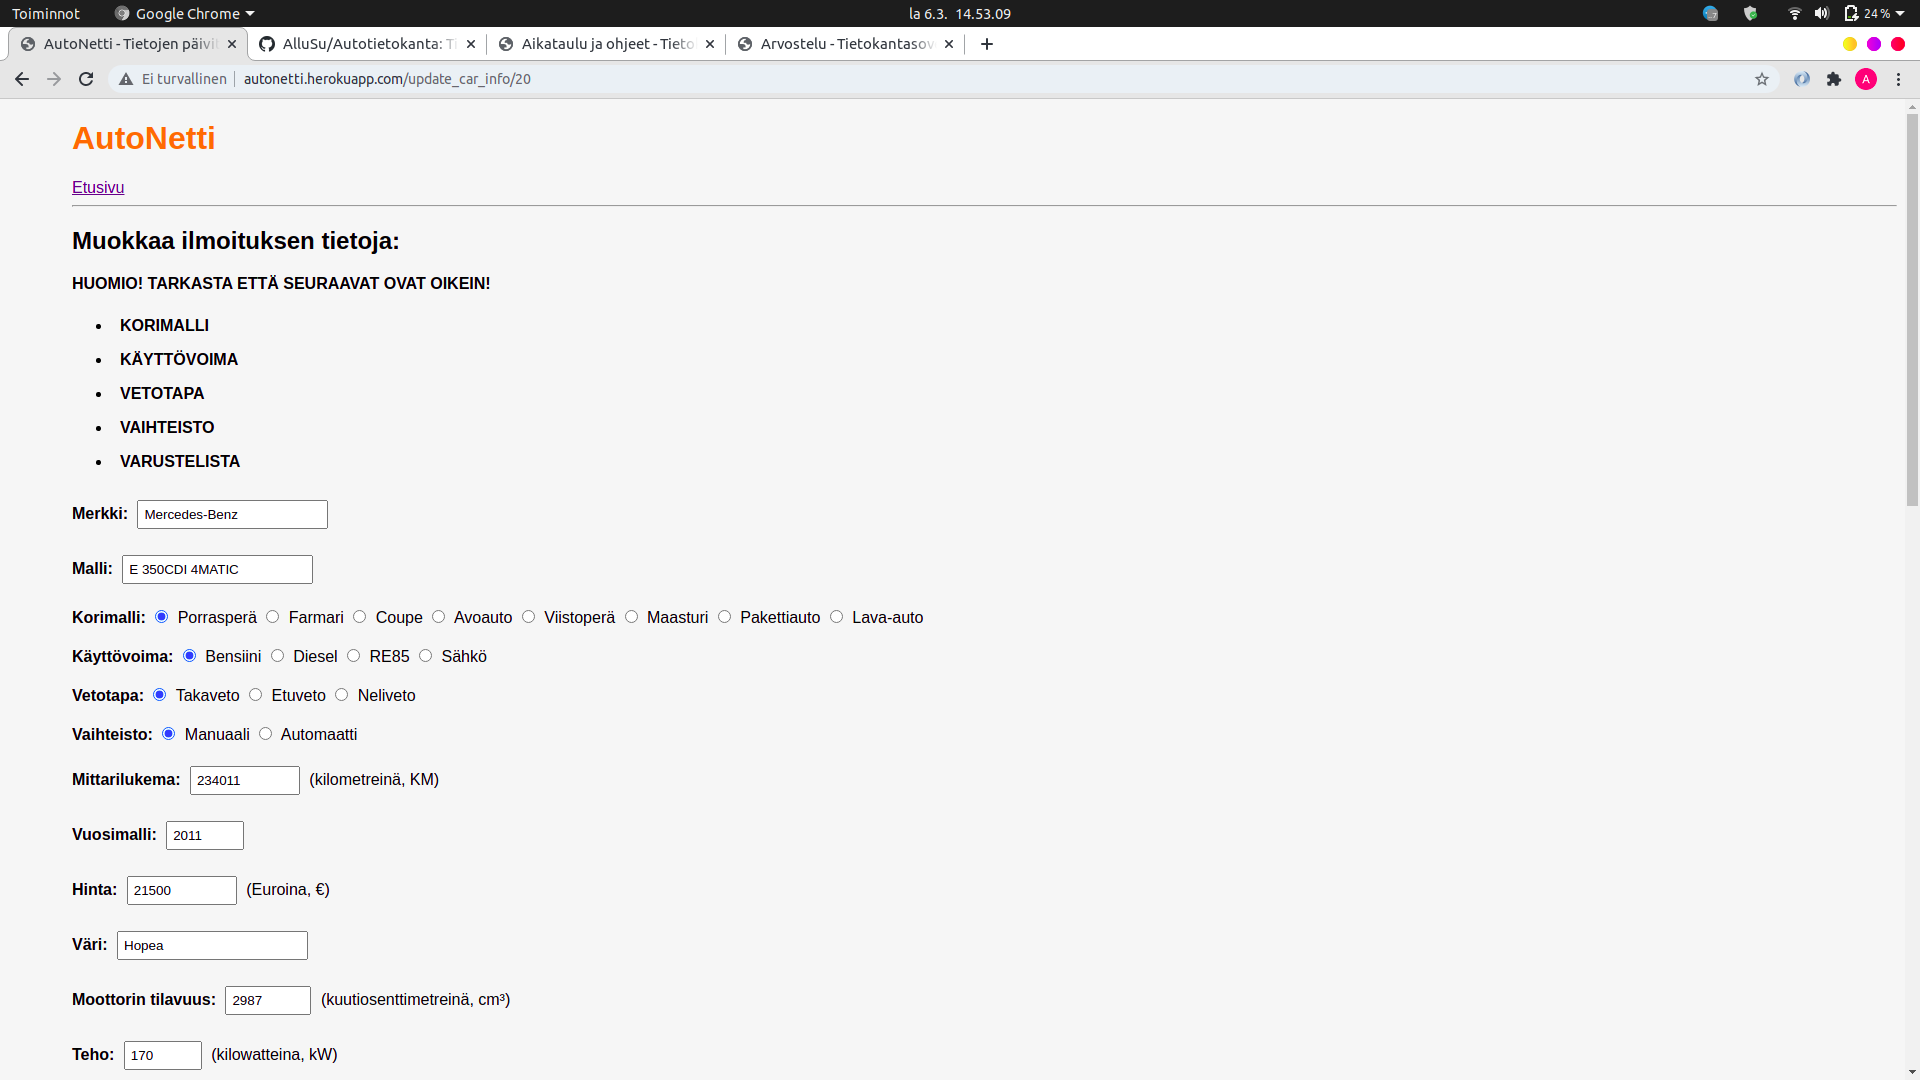 Toiminnot Google Chrome la 6.3. 14.53.09 24 %
AutoNetti - Tietojen päivit AlluSu/Autotietokanta: Ti Aikataulu ja ohjeet - Tieto Arvostelu - Tietokantasov
Ei turvallinen autonetti.herokuapp.com/update_car_info/20 A
AutoNetti
Etusivu
Muokkaa ilmoituksen tietoja:
HUOMIO! TARKASTA ETTÄ SEURAAVAT OVAT OIKEIN!
KORIMALLI
KÄYTTÖVOIMA
VETOTAPA
VAIHTEISTO
VARUSTELISTA
Merkki: Mercedes-Benz
Malli: E 350CDI 4MATIC
Korimalli: Porrasperä Farmari Coupe Avoauto Viistoperä Maasturi Pakettiauto Lava-auto
Käyttövoima: Bensiini Diesel RE85 Sähkö
Vetotapa: Takaveto Etuveto Neliveto
Vaihteisto: Manuaali Automaatti
Mittarilukema: 234011 (kilometreinä, KM)
Vuosimalli: 2011
Hinta: 21500 (Euroina, €)
Väri: Hopea
Moottorin tilavuus: 2987 (kuutiosenttimetreinä, cm³)
Teho: 170 (kilowatteina, kW)